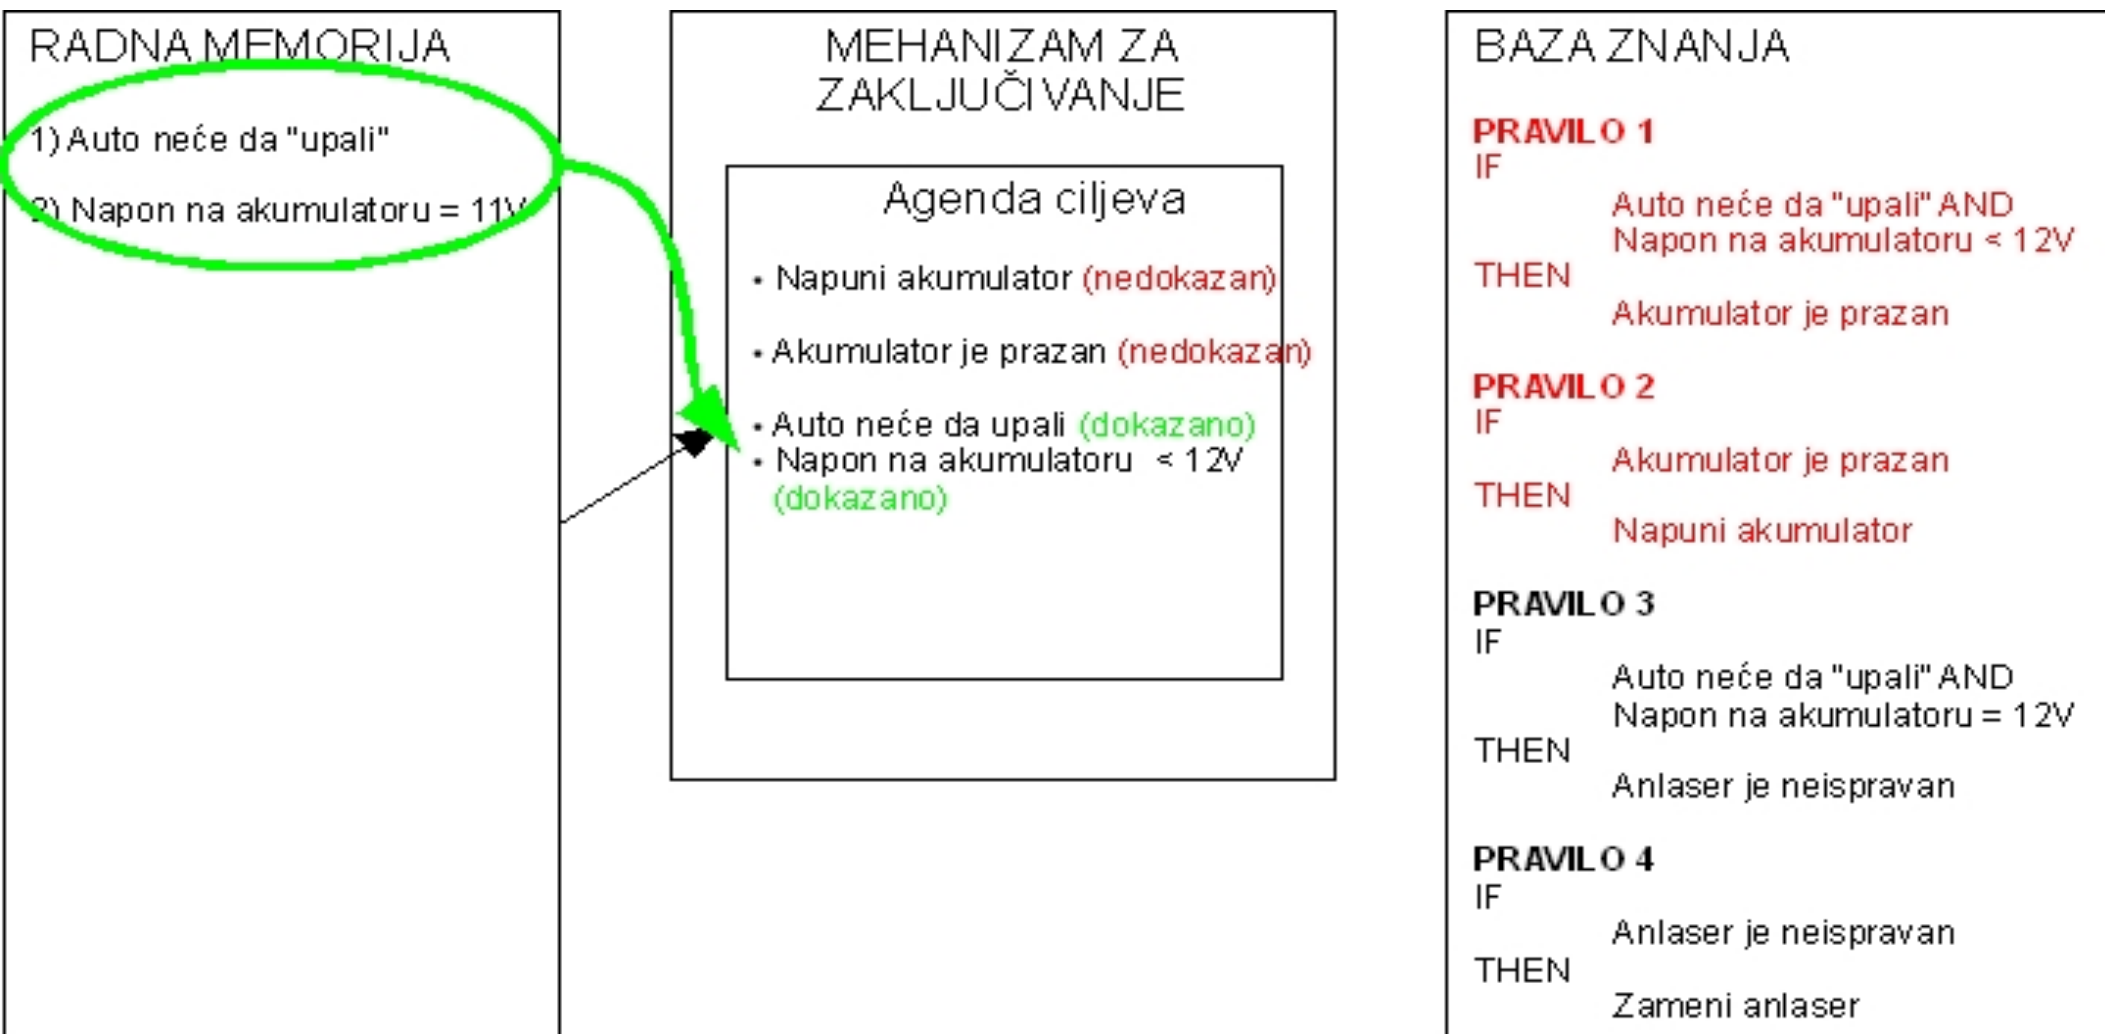 RADNA MEMORIJA
1) Auto neće da "upali"
2) Napon na akumulatoru = 11V
MEHANIZAM ZA
ZAKLJUČIVANJE
Agenda ciljeva
• Napuni akumulator (nedokazan)
• Akumulator je prazan (nedokazan)
• Auto neće da upali (dokazano)
• Napon na akumulatoru < 12V
(dokazano)
BAZA ZNANJA
PRAVILO 1
IF
Auto neće da "upali" AND
Napon na akumulatoru < 12V
THEN
Akumulator je prazan
PRAVILO 2
IF
Akumulator je prazan
THEN
Napuni akumulator
PRAVILO 3
IF
Auto neće da "upali" AND
Napon na akumulatoru = 12V
THEN
Anlaser je neispravan
PRAVILO 4
IF
Anlaser je neispravan
THEN
Zameni anlaser